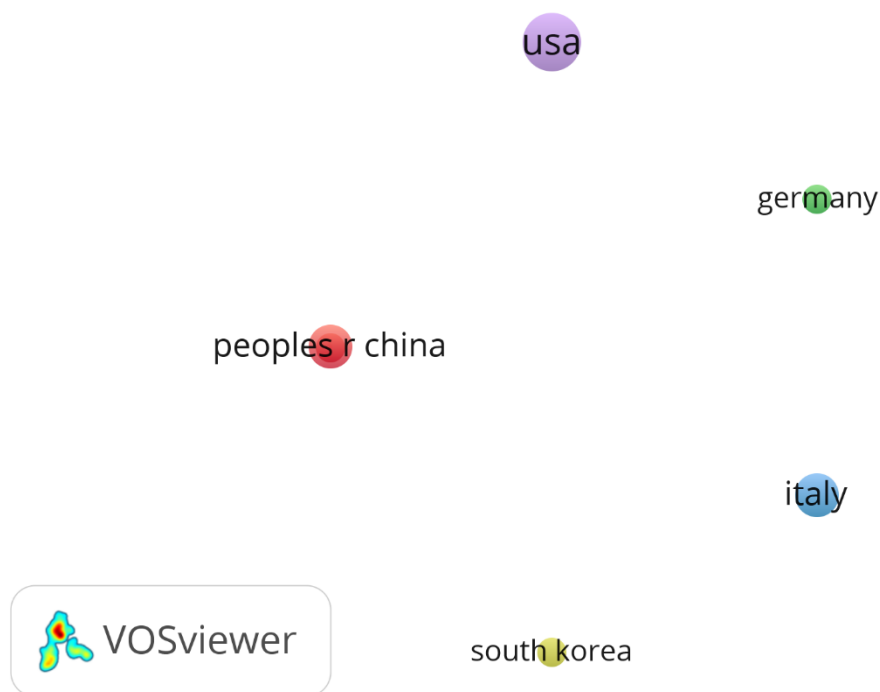 usa
germany
peoples r china
italy
VOSviewer
south korea